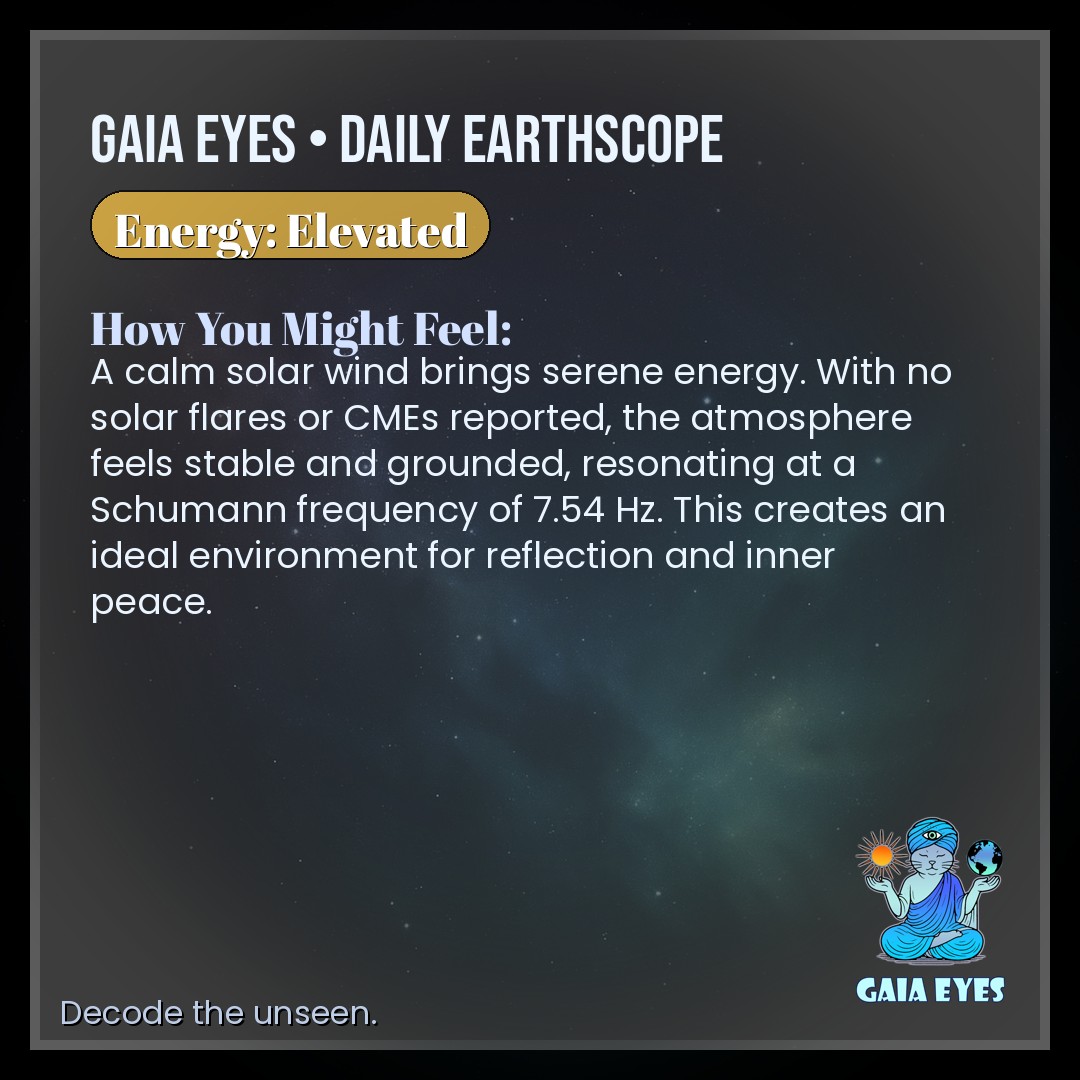 GAIA EYES • DAILY EARTHSCOPE
Energy: Elevated
How You Might Feel:
A calm solar wind brings serene energy. With no
solar flares or CMEs reported, the atmosphere
feels stable and grounded, resonating at a
Schumann frequency of 7.54 Hz. This creates an
ideal environment for reflection and inner
peace.
GAIA EYES
Decode the unseen.